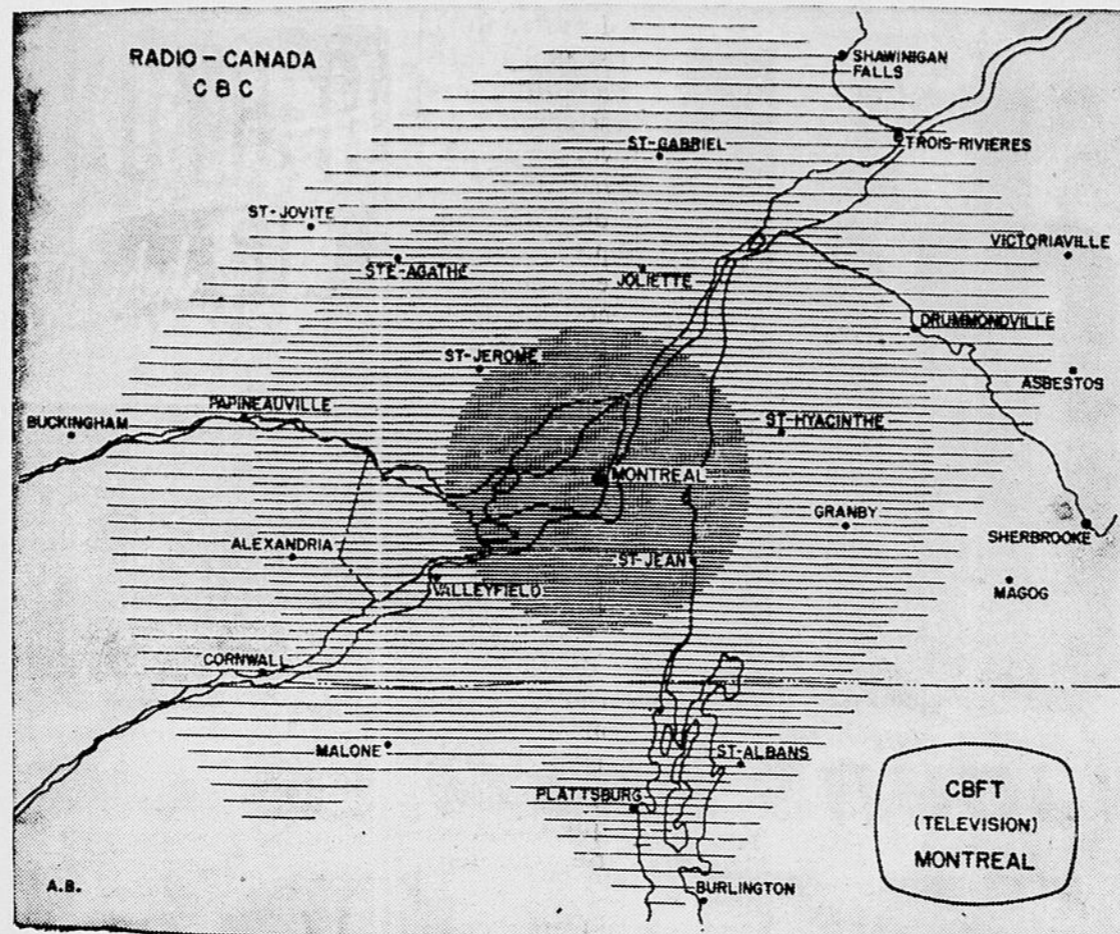 RADIO - CANADA
CBC
SHAWINIGAN
FALLS
TROIS-RIVIERES
ST-GABRIEL
ST-JOVITE
VICTORIAVILLE
STE-AGATHE
JOLIETTE
DRUMMONDVILLE
ST-JEROME
ASBESTOS
PAPINEAUVILLE
BUCKINGHAM
ST-HYACINTHE
MONTREAL
GRANBY
SHERBROOKE
ALEXANDRIA
ST-JEAN
VALLEYFIELD
MAGOG
CORNWALL
MALONE
ST-ALBANS
PLATTSBURG
CBFT
(TELEVISION)
MONTREAL
A.B.
BURLINGTON